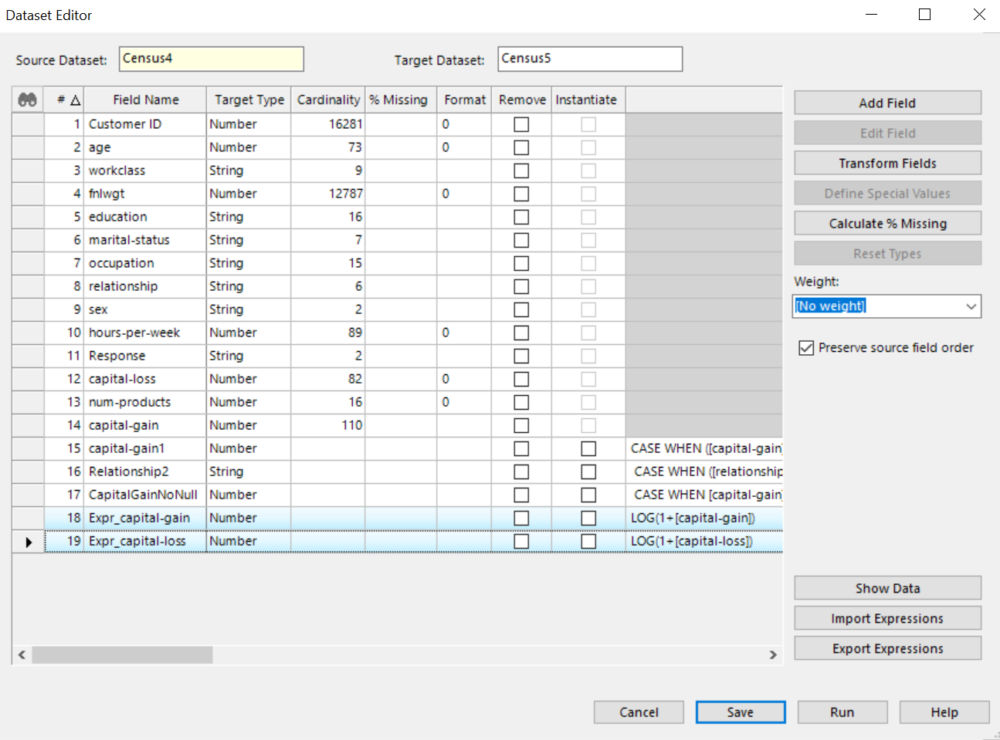 Dataset Editor
Source Dataset: Census4 Target Dataset: Census5
# Field Name Target Type Cardinality % Missing Format Remove Instantiate
1 Customer ID Number 16281 0
2 age Number 73 0
3 workclass String 9
4 fnlwgt Number 12787 0
5 education String 16
6 marital-status String 7
7 occupation String 15
8 relationship String 6
9 sex String 2
10 hours-per-week Number 89 0
11 Response String 2
12 capital-loss Number 82 0
13 num-products Number 16 0
14 capital-gain Number 110
15 capital-gain1 Number CASE WHEN ([capital-gain]
16 Relationship2 String CASE WHEN ([relationship
17 CapitalGainNoNull Number CASE WHEN [capital-gain]
18 Expr_capital-gain Number LOG(1+[capital-gain])
19 Expr_capital-loss Number LOG(1+[capital-loss])
Add Field
Edit Field
Transform Fields
Define Special Values
Calculate % Missing
Reset Types
Weight:
[No weight]
Preserve source field order
Show Data
Import Expressions
Export Expressions
Cancel Save Run Help